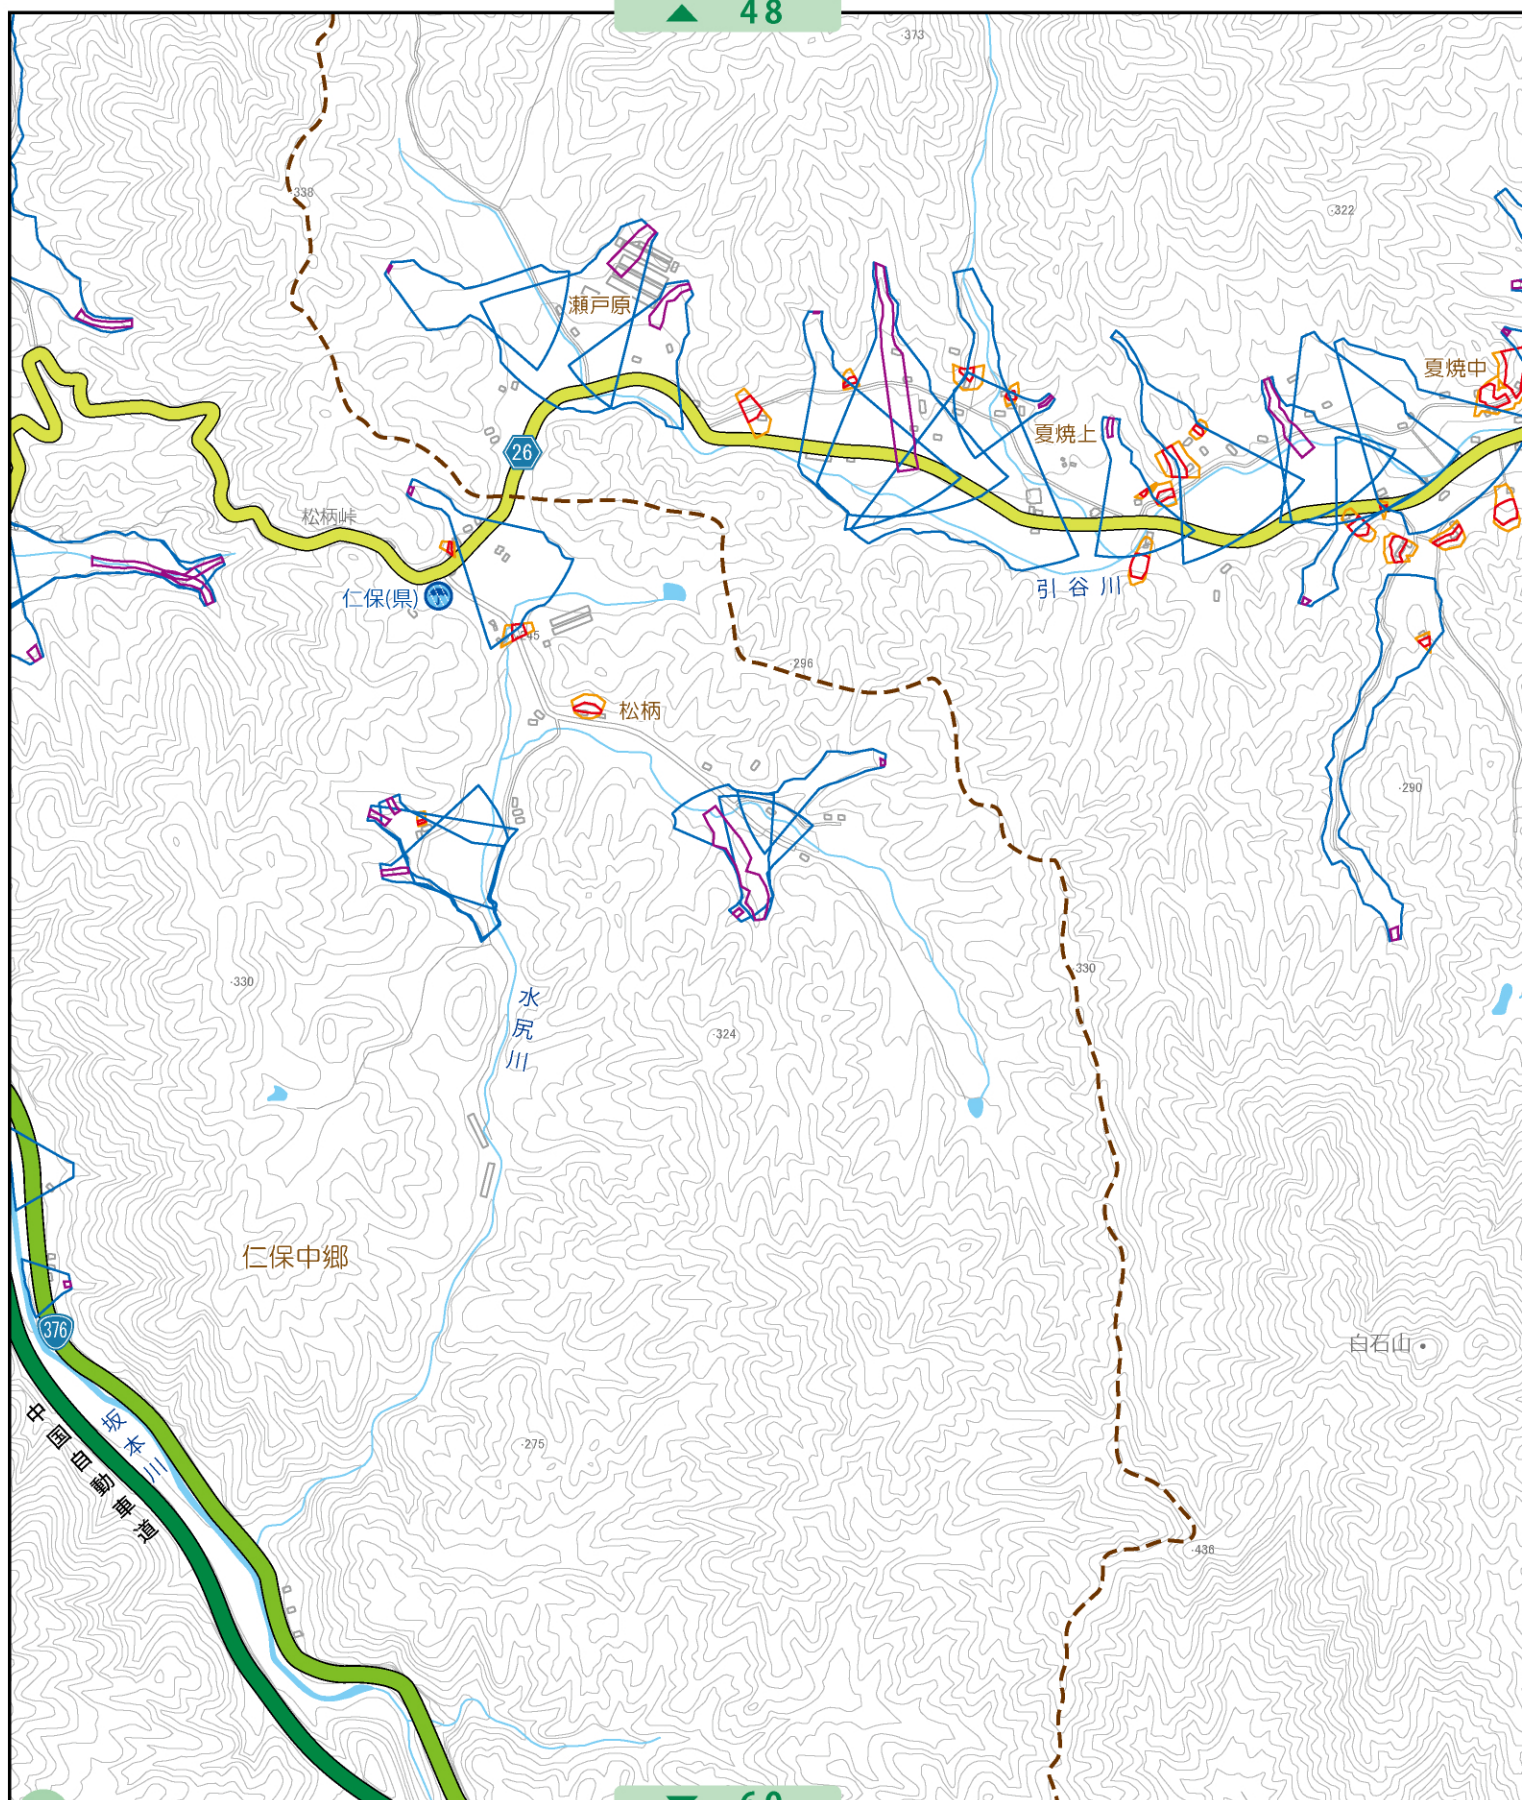 ▲ 48
·373
·338
·322
瀬戸原
夏焼中
夏焼上
26
松柄峠
仁保(県)
引谷川
·296
松柄
·290
·330
·330
水尻川
·324
仁保中郷
376
白石山
中国自動車道
坂本川
·275
·436